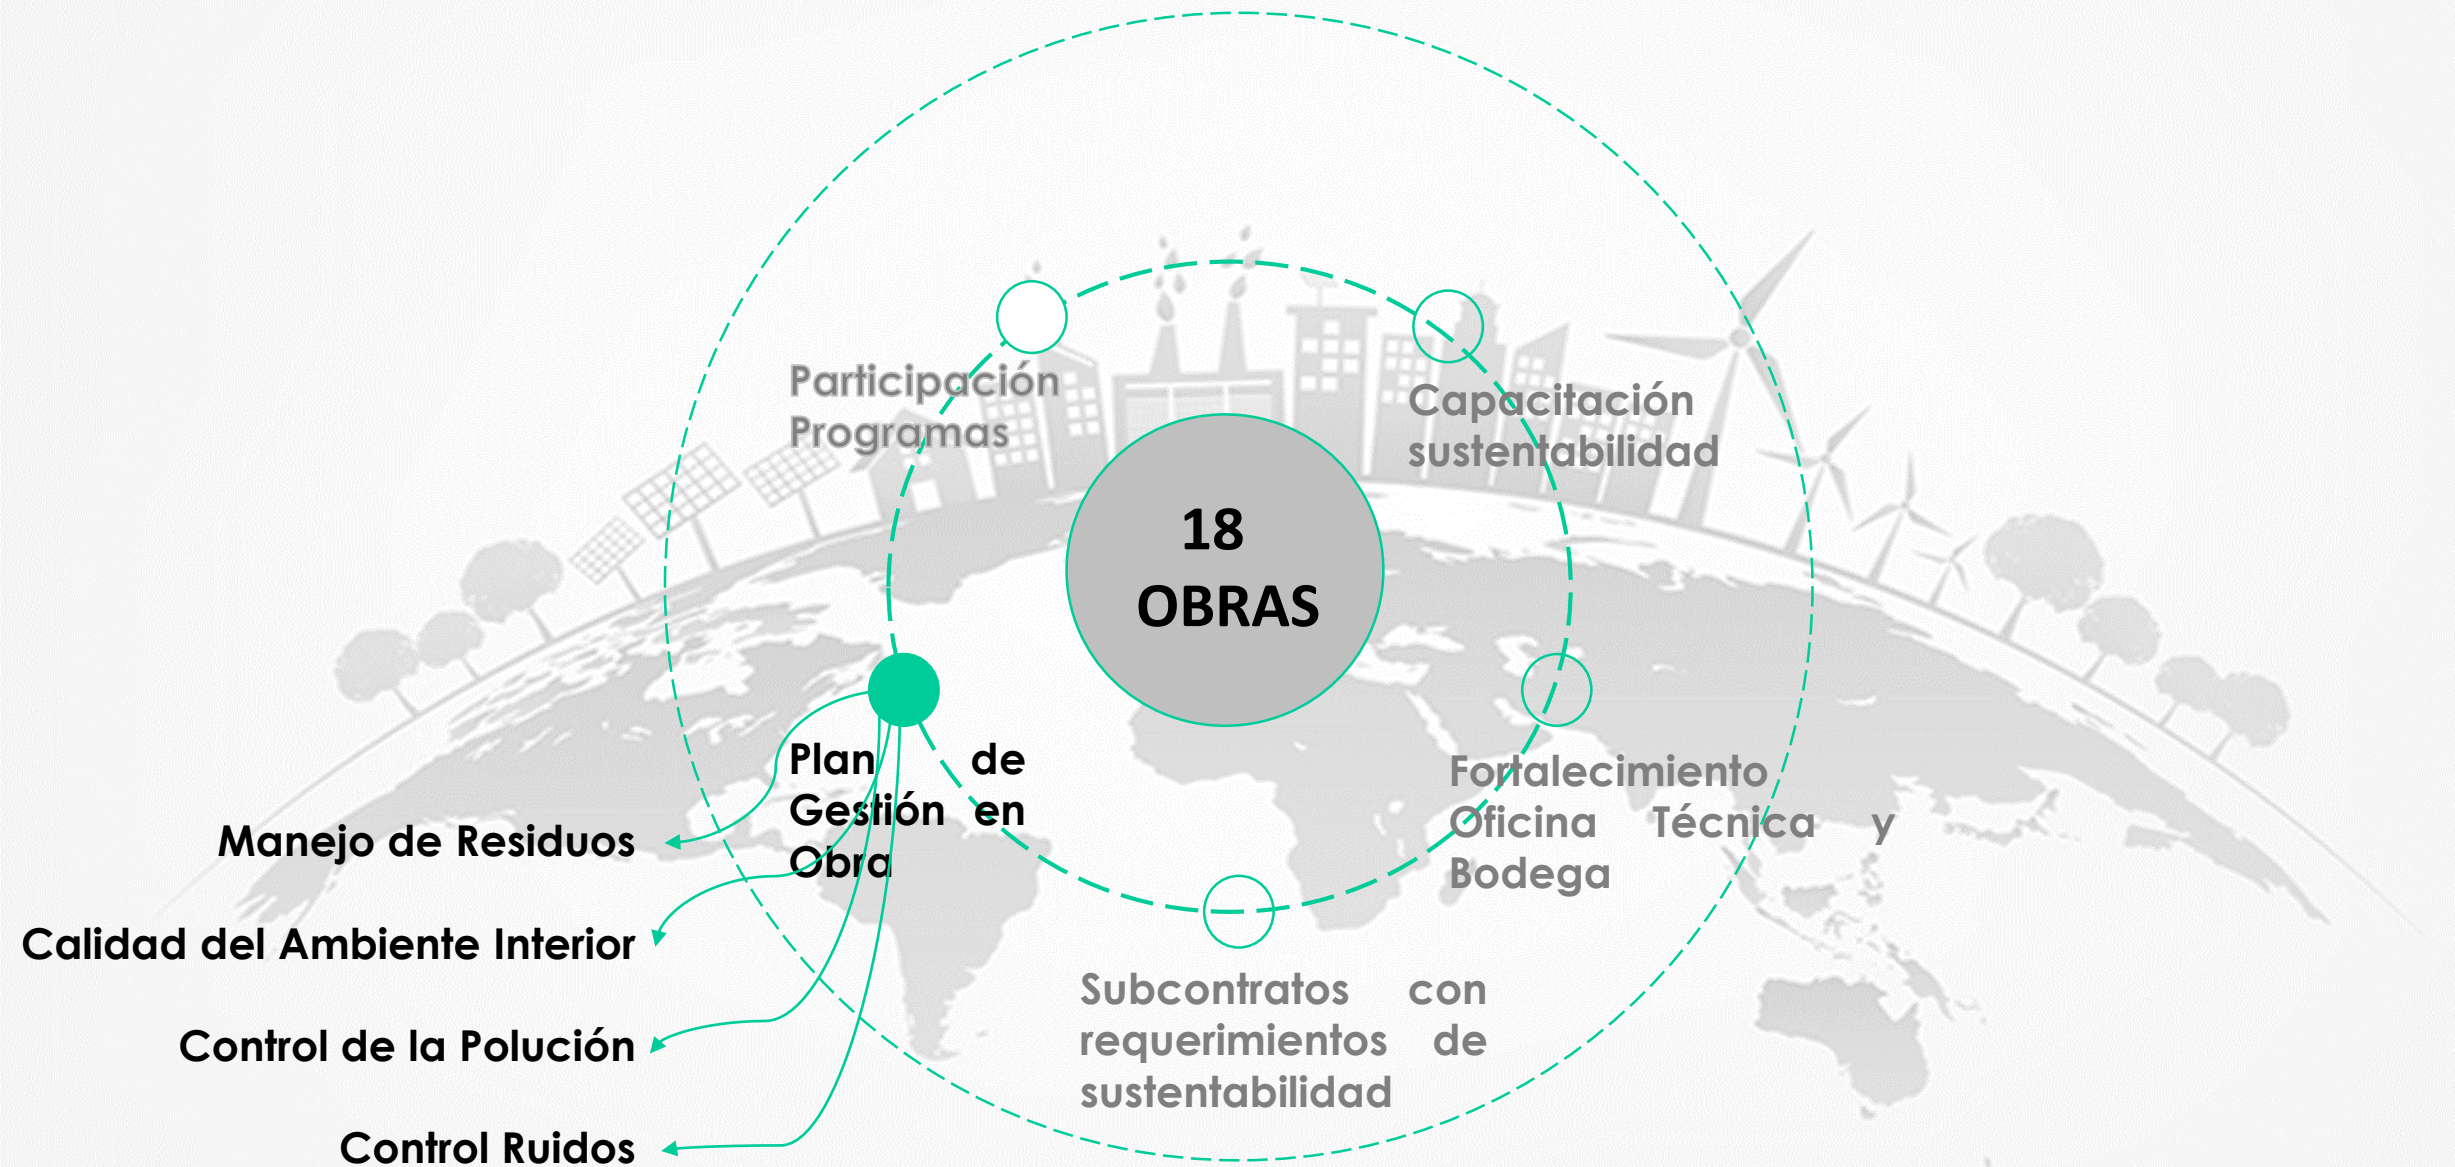 Participación
Programas
Capacitación
sustentabilidad
18
OBRAS
Plan de
Gestión en
Obra
Fortalecimiento
Oficina Técnica y
Bodega
Subcontratos con
requerimientos de
sustentabilidad
Manejo de Residuos
Calidad del Ambiente Interior
Control de la Polución
Control Ruidos